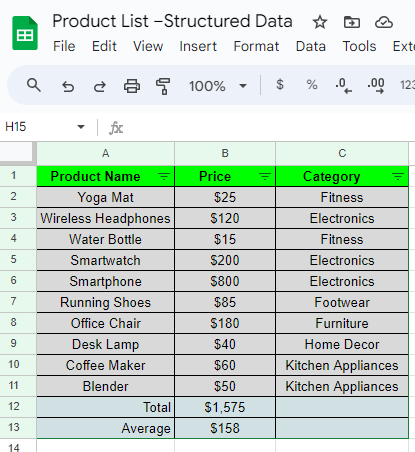 Product List –Structured Data
File Edit View Insert Format Data Tools Exte
100% $ % .0 .00 123
H15 fx
A B C
1 Product Name Price Category
2 Yoga Mat $25 Fitness
3 Wireless Headphones $120 Electronics
4 Water Bottle $15 Fitness
5 Smartwatch $200 Electronics
6 Smartphone $800 Electronics
7 Running Shoes $85 Footwear
8 Office Chair $180 Furniture
9 Desk Lamp $40 Home Decor
10 Coffee Maker $60 Kitchen Appliances
11 Blender $50 Kitchen Appliances
12 Total $1,575
13 Average $158
14